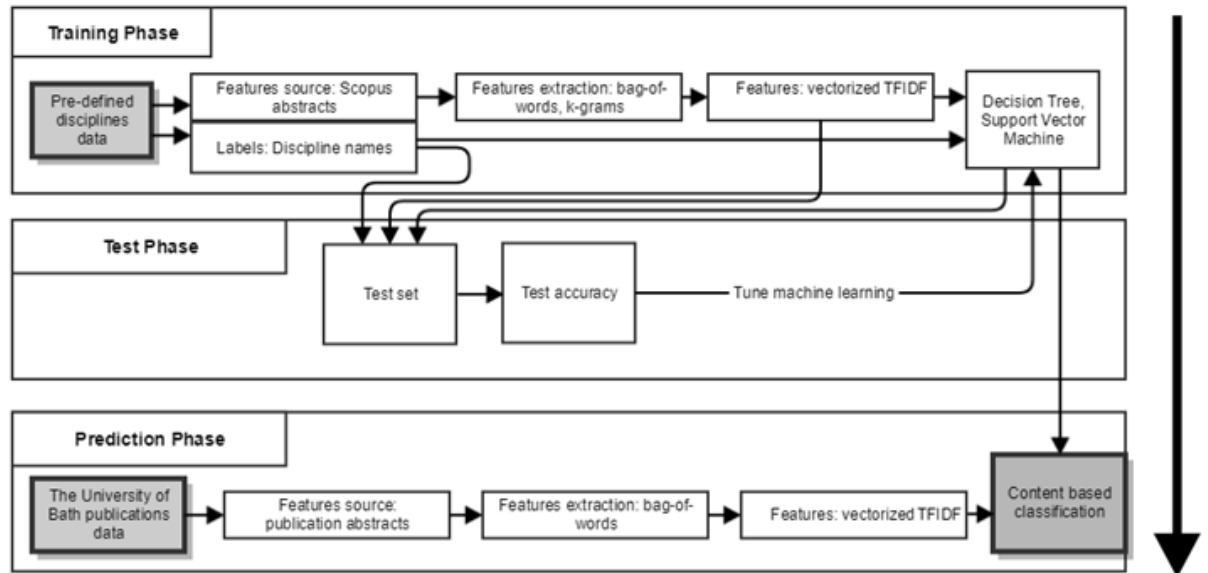 Training Phase
Pre-defined
disciplines
data
Features source: Scopus
abstracts
Labels: Discipline names
Features extraction: bag-of-
words, k-grams
Features: vectorized TFIDF
Decision Tree,
Support Vector
Machine
Test Phase
Test set
Test accuracy
Tune machine learning
Prediction Phase
The University of
Bath publications
data
Features source:
publication abstracts
Features extraction: bag-of-
words
Features: vectorized TFIDF
Content based
classification